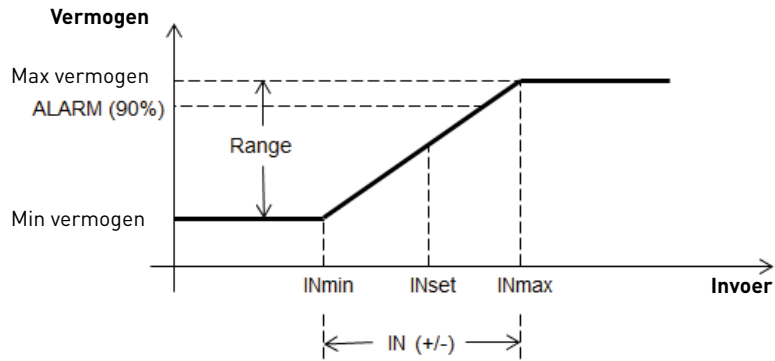 Vermogen
Max vermogen
ALARM (90%)
Range
Min vermogen
INmin
INset
INmax
Invoer
IN (+/-)